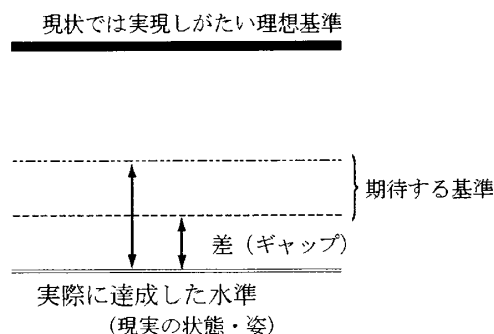 現状では実現しがたい理想基準
期待する基準
差（ギャップ）
実際に達成した水準
（現実の状態・姿）